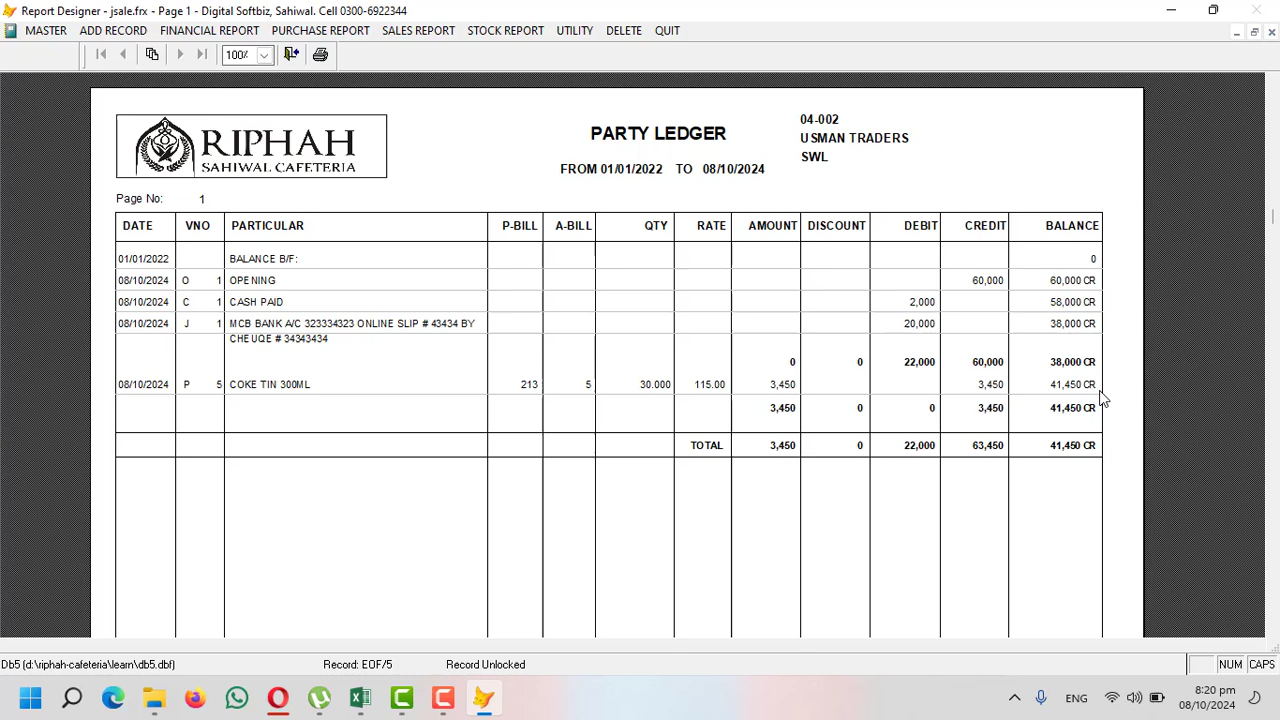 Report Designer - jsale.frx - Page 1 - Digital Softbiz, Sahiwal. Cell 0300-6922344
MASTER ADD RECORD FINANCIAL REPORT PURCHASE REPORT SALES REPORT STOCK REPORT UTILITY DELETE QUIT
100%
RIPHAH
SAHIWAL CAFETERIA
PARTY LEDGER
FROM 01/01/2022 TO 08/10/2024
04-002
USMAN TRADERS
SWL
Page No: 1
DATE VNO PARTICULAR P-BILL A-BILL QTY RATE AMOUNT DISCOUNT DEBIT CREDIT BALANCE
01/01/2022 BALANCE B/F: 0
08/10/2024 O 1 OPENING 60,000 60,000 CR
08/10/2024 C 1 CASH PAID 2,000 58,000 CR
08/10/2024 J 1 MCB BANK A/C 323334323 ONLINE SLIP # 43434 BY 20,000 38,000 CR
CHEUQE # 34343434
0 0 22,000 60,000 38,000 CR
08/10/2024 P 5 COKE TIN 300ML 213 5 30.000 115.00 3,450 3,450 41,450 CR
3,450 0 0 3,450 41,450 CR
TOTAL 3,450 0 22,000 63,450 41,450 CR
Db5 (d:\riphah-cafeteria\learn\db5.dbf) Record: EOF/5 Record Unlocked NUM CAPS
ENG 8:20 pm
08/10/2024